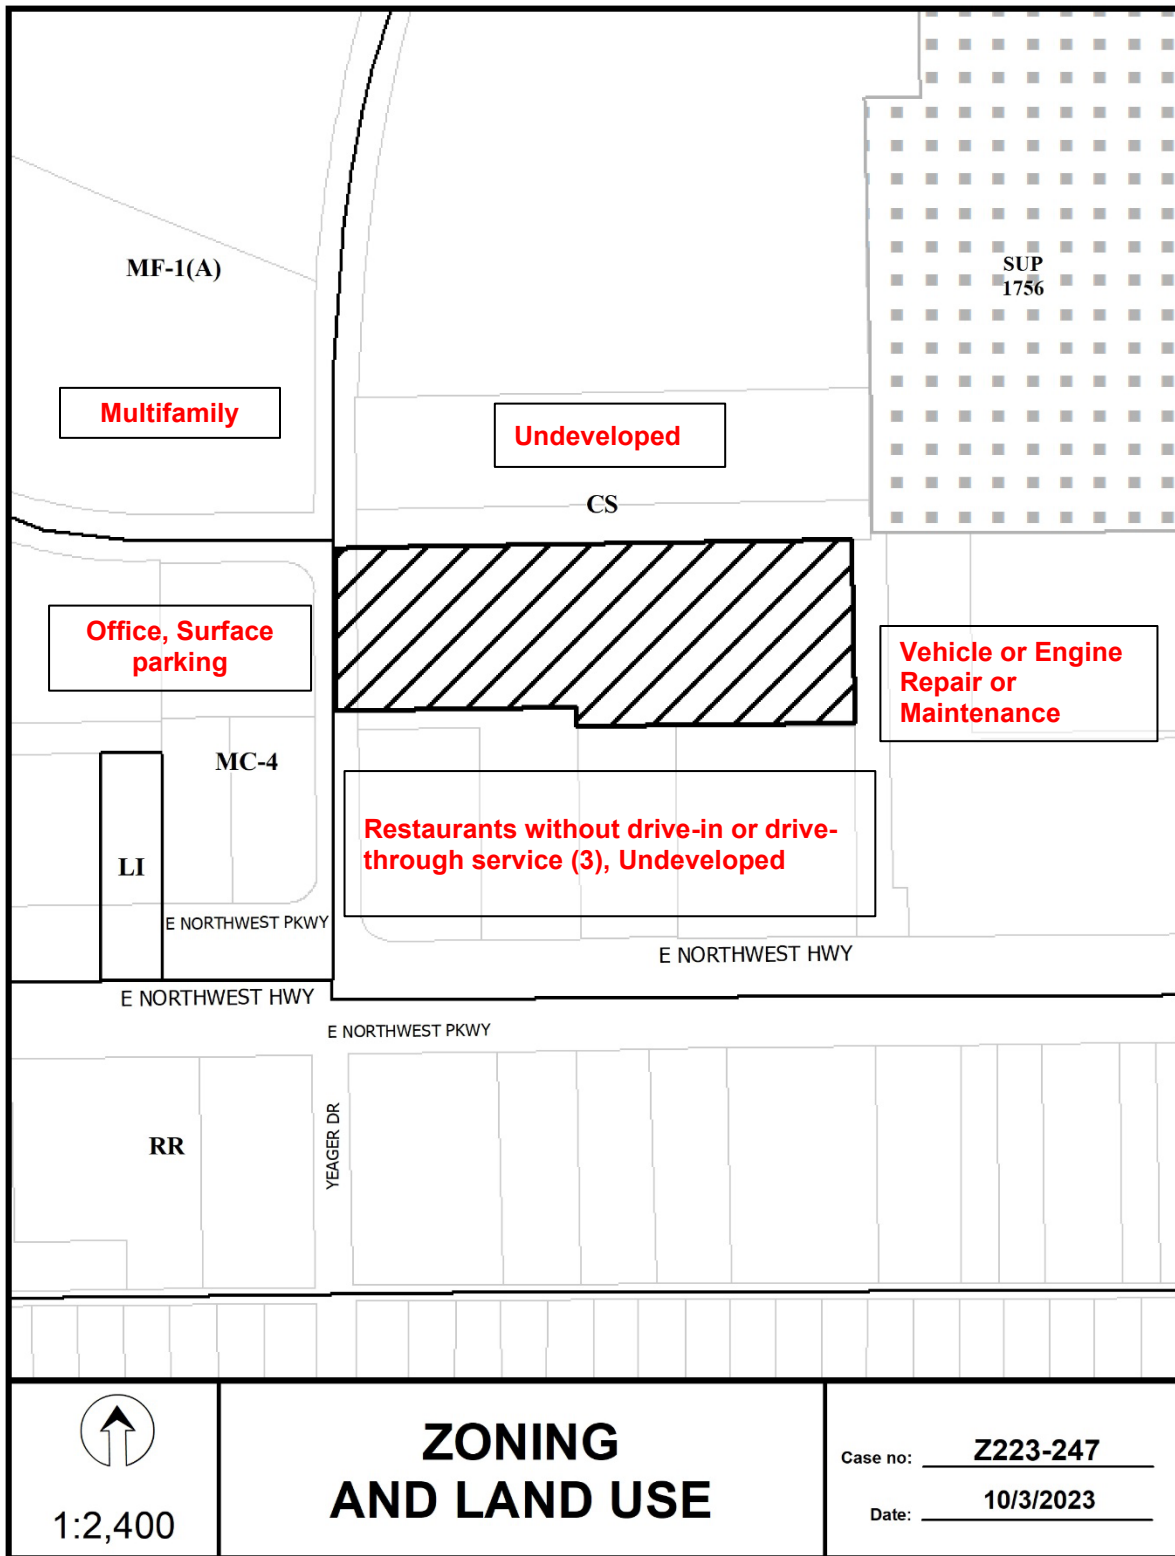 MF-1(A)
SUP
1756
Multifamily
Undeveloped
CS
Office, Surface
parking
Vehicle or Engine
Repair or
Maintenance
MC-4
Restaurants without drive-in or drive-
through service (3), Undeveloped
LI
E NORTHWEST PKWY
E NORTHWEST HWY
E NORTHWEST HWY
E NORTHWEST PKWY
YEAGER DR
RR
1:2,400
ZONING
AND LAND USE
Case no: Z223-247
Date: 10/3/2023